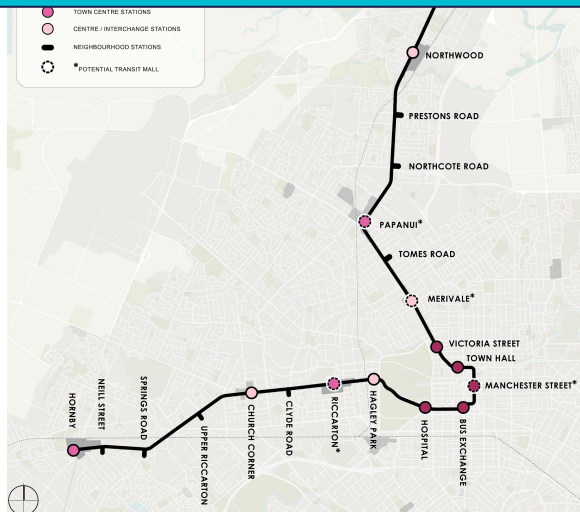 TOWN CENTRE STATIONS
CENTRE / INTERCHANGE STATIONS
NEIGHBOURHOOD STATIONS
*POTENTIAL TRANSIT MALL
NORTHWOOD
PRESTONS ROAD
NORTHCOTE ROAD
PAPANUI*
TOMES ROAD
MERIVALE*
VICTORIA STREET
TOWN HALL
MANCHESTER STREET*
HORNBY
NEILL STREET
SPRINGS ROAD
UPPER RICCARTON
CHURCH CORNER
CLYDE ROAD
RICCARTON*
HAGLEY PARK
HOSPITAL
BUS EXCHANGE